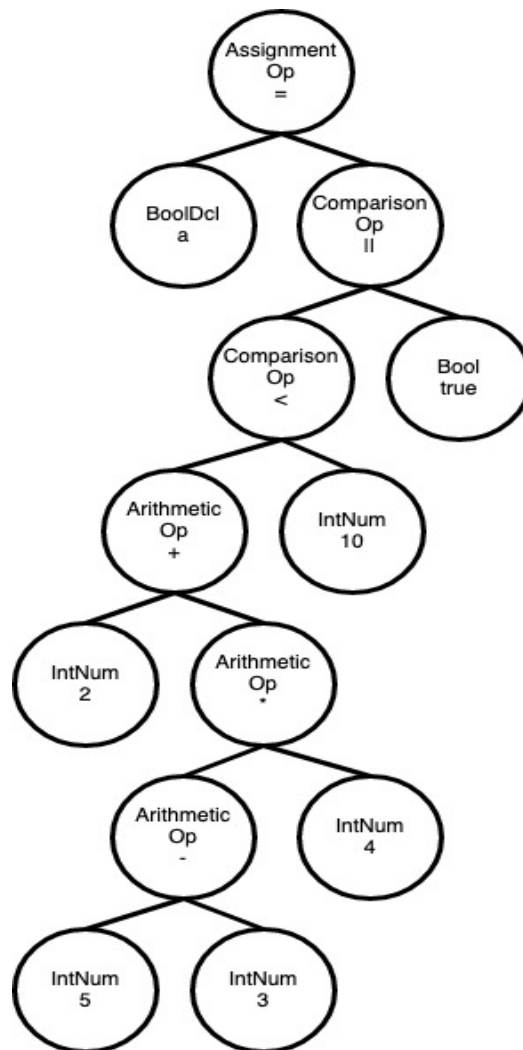 Assignment
Op
=
BoolDcl
a
Comparison
Op
||
Comparison
Op
<
Bool
true
Arithmetic
Op
+
IntNum
10
IntNum
2
Arithmetic
Op
*
Arithmetic
Op
-
IntNum
4
IntNum
5
IntNum
3